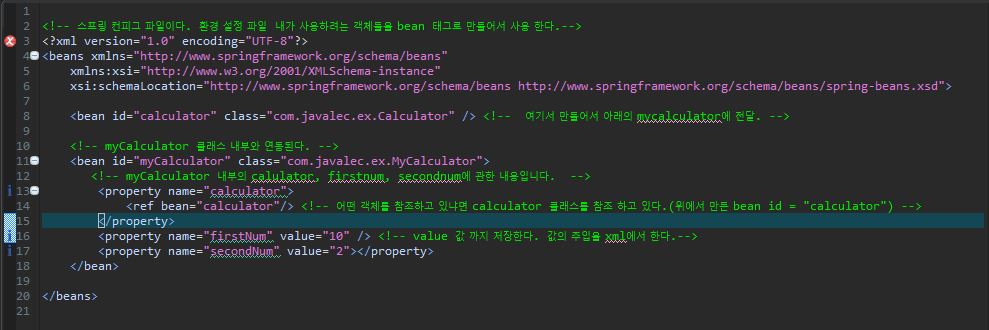 1
2 <!-- 스프링 컨피그 파일이다. 환경 설정 파일  내가 사용하려는 객체들을 bean 태그로 만들어서 사용 한다.-->
3 <?xml version="1.0" encoding="UTF-8"?>
4 <beans xmlns="http://www.springframework.org/schema/beans"
5     xmlns:xsi="http://www.w3.org/2001/XMLSchema-instance"
6     xsi:schemaLocation="http://www.springframework.org/schema/beans http://www.springframework.org/schema/beans/spring-beans.xsd">
7
8     <bean id="calculator" class="com.javalec.ex.Calculator" /> <!--  여기서 만들어서 아래의 mycalculator에 전달. -->
9
10     <!-- myCalculator 클래스 내부와 연동된다. -->
11     <bean id="myCalculator" class="com.javalec.ex.MyCalculator">
12        <!-- myCalculator 내부의 calulator, firstnum, secondnum에 관한 내용입니다.  -->
13         <property name="calculator">
14             <ref bean="calculator"/> <!-- 어떤 객체를 참조하고 있냐면 calculator 클래스를 참조 하고 있다.(위에서 만든 bean id = "calculator") -->
15         </property>
16         <property name="firstNum" value="10" /> <!-- value 값 까지 저장한다. 값의 주입을 xml에서 한다.-->
17         <property name="secondNum" value="2"></property>
18     </bean>
19
20 </beans>
21